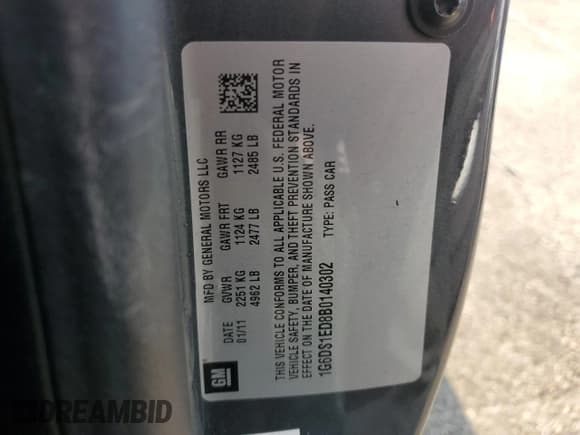 MFD BY GENERAL MOTORS LLC
DATE GVWR GAWR FRT GAWR RR
01/11 2251 KG 1124 KG 1127 KG
4962 LB 2477 LB 2485 LB
THIS VEHICLE CONFORMS TO ALL APPLICABLE U.S. FEDERAL MOTOR
VEHICLE SAFETY, BUMPER, AND THEFT PREVENTION STANDARDS IN
EFFECT ON THE DATE OF MANUFACTURE SHOWN ABOVE.
1G6DS1ED8B0140302 TYPE: PASS CAR
GM
DREAMBID